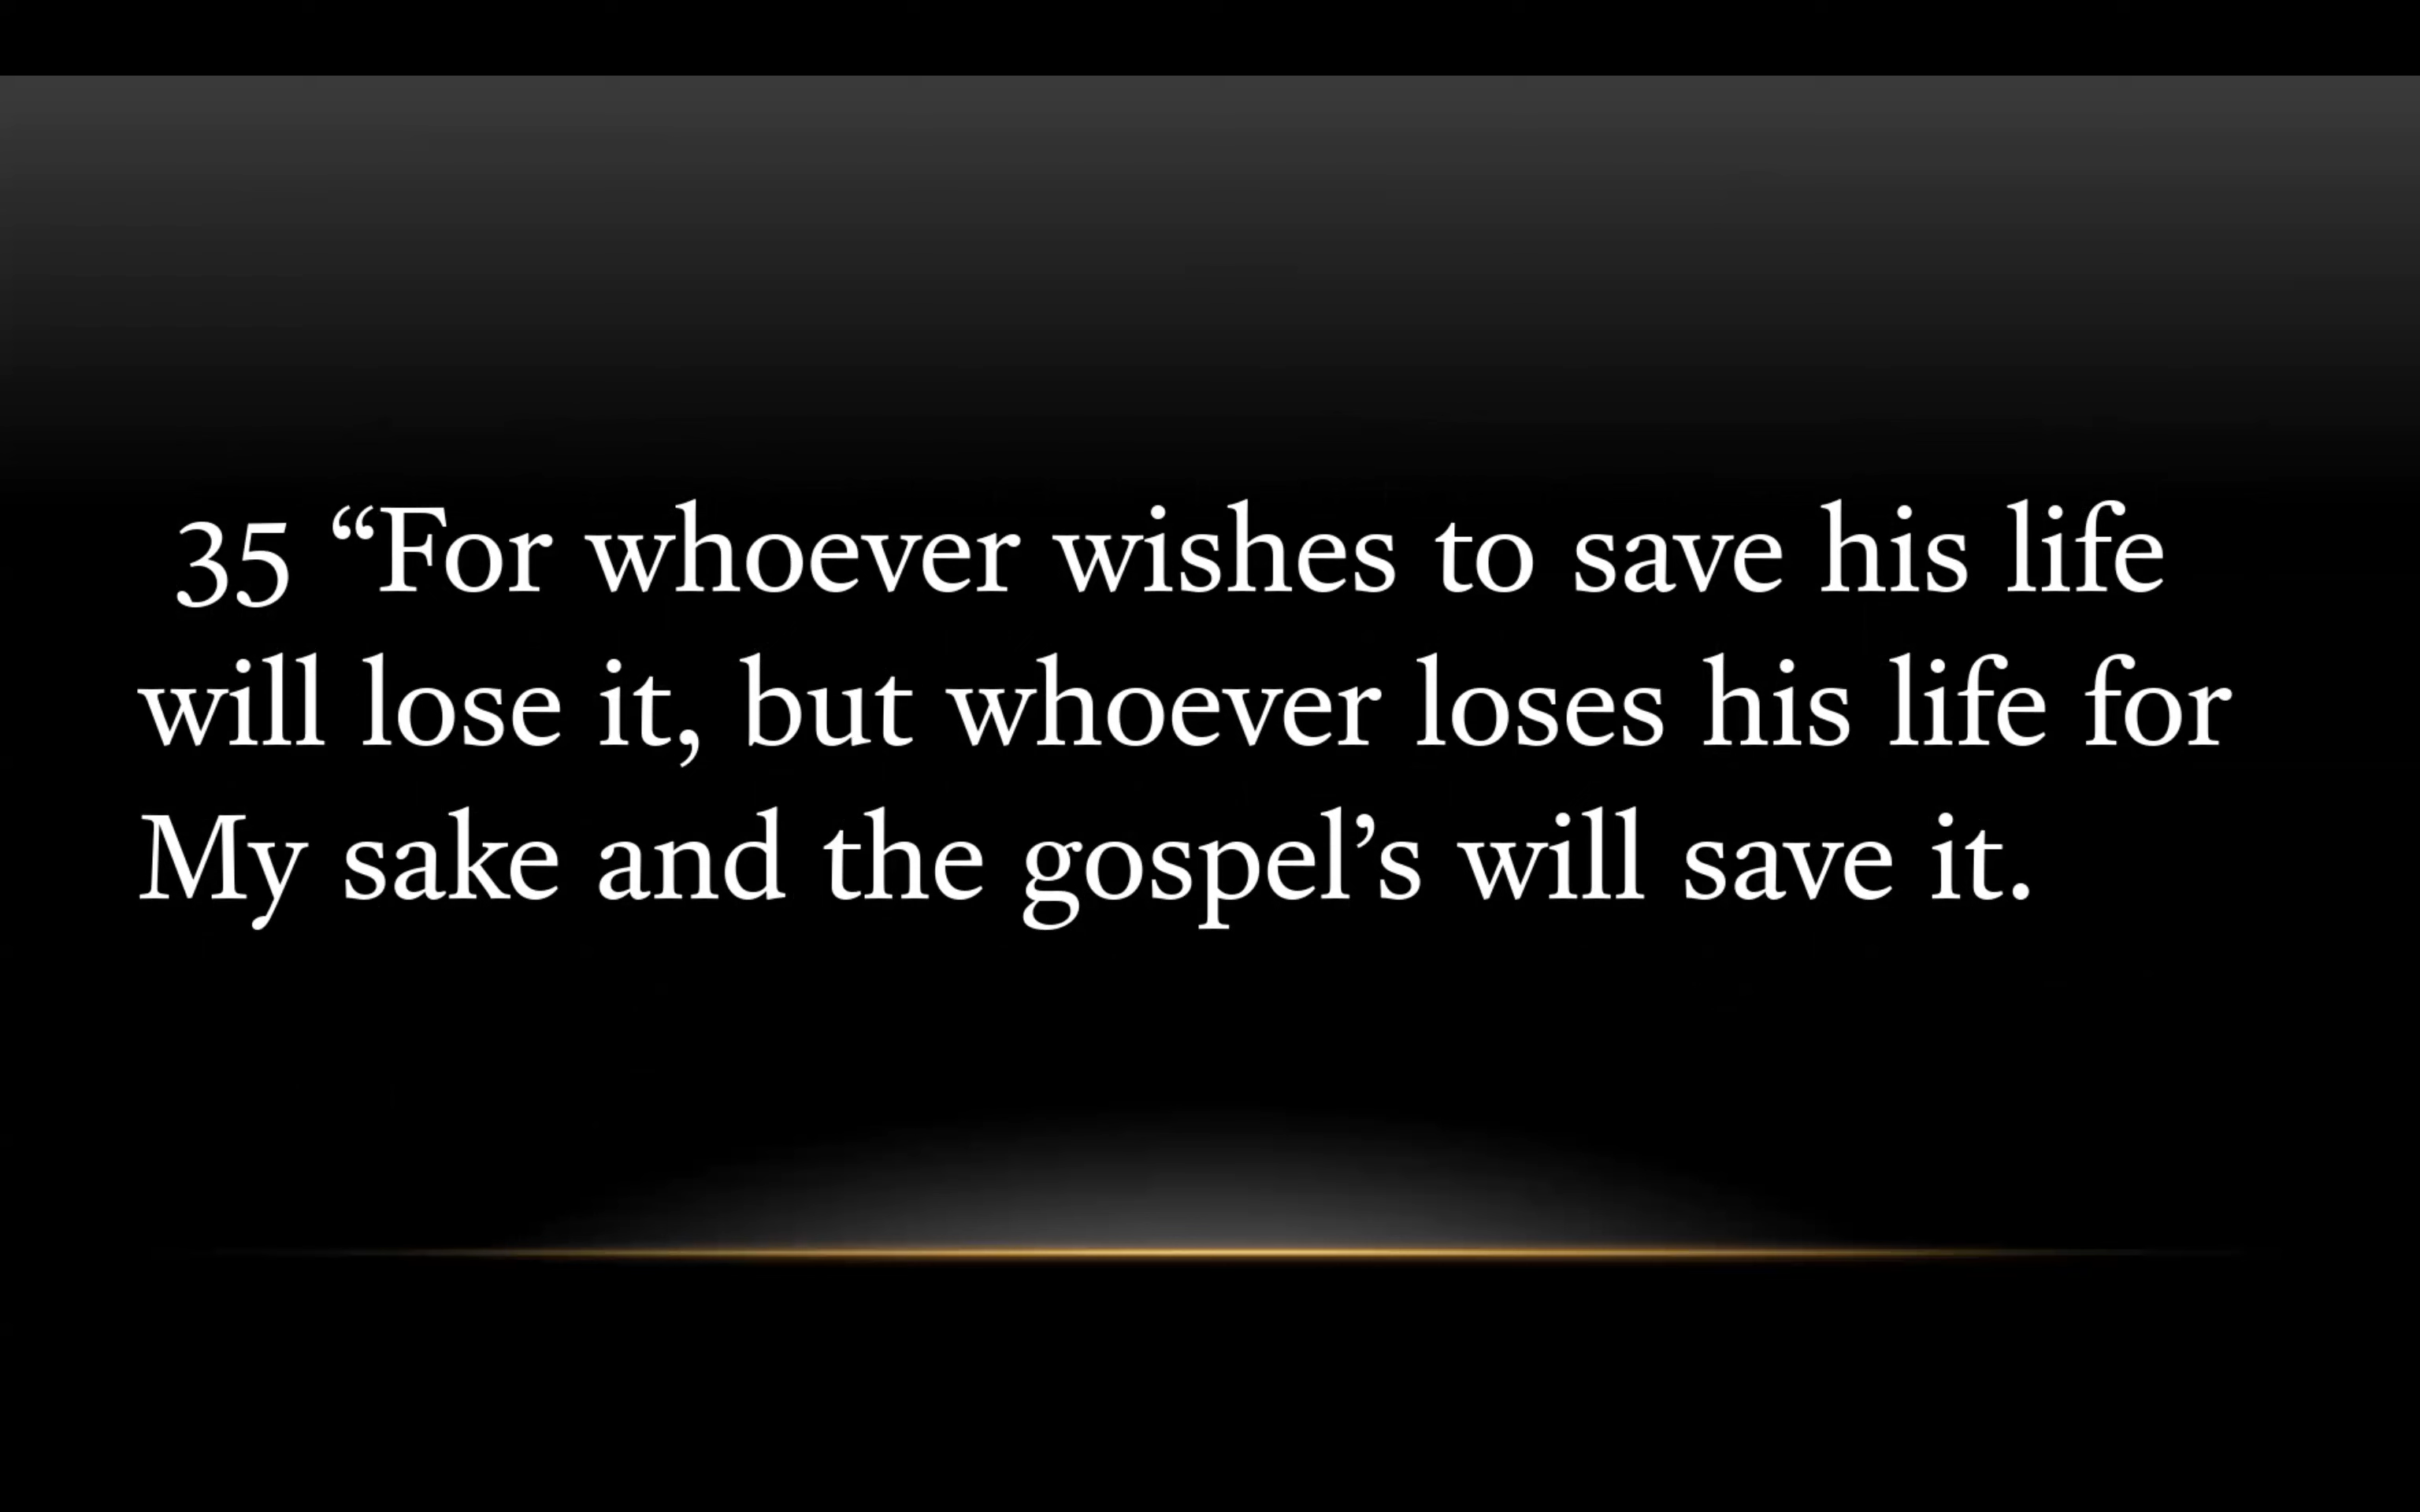 35 “For whoever wishes to save his life
will lose it, but whoever loses his life for
My sake and the gospel’s will save it.